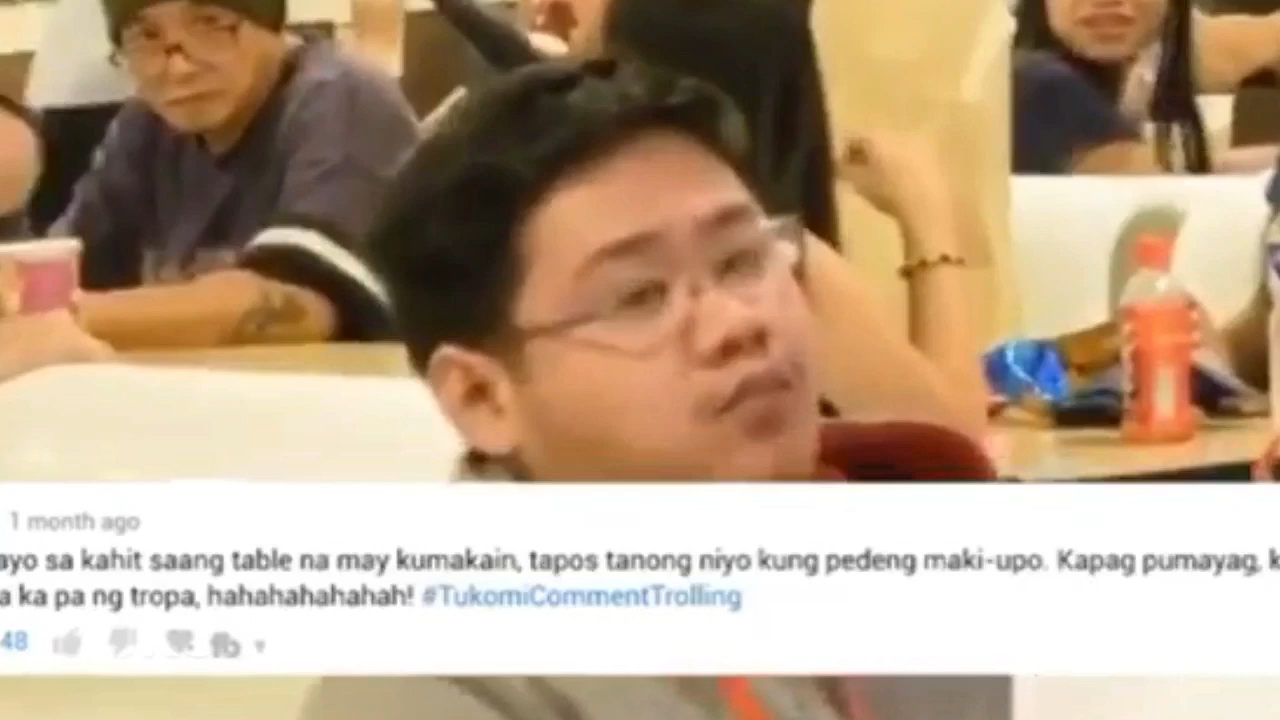 1 month ago
ayo sa kahit saang table na may kumakain, tapos tanong niyo kung pedeng maki-upo. Kapag pumayag, k
a ka pa ng tropa, hahahahahahah! #TukomiCommentTrolling
48